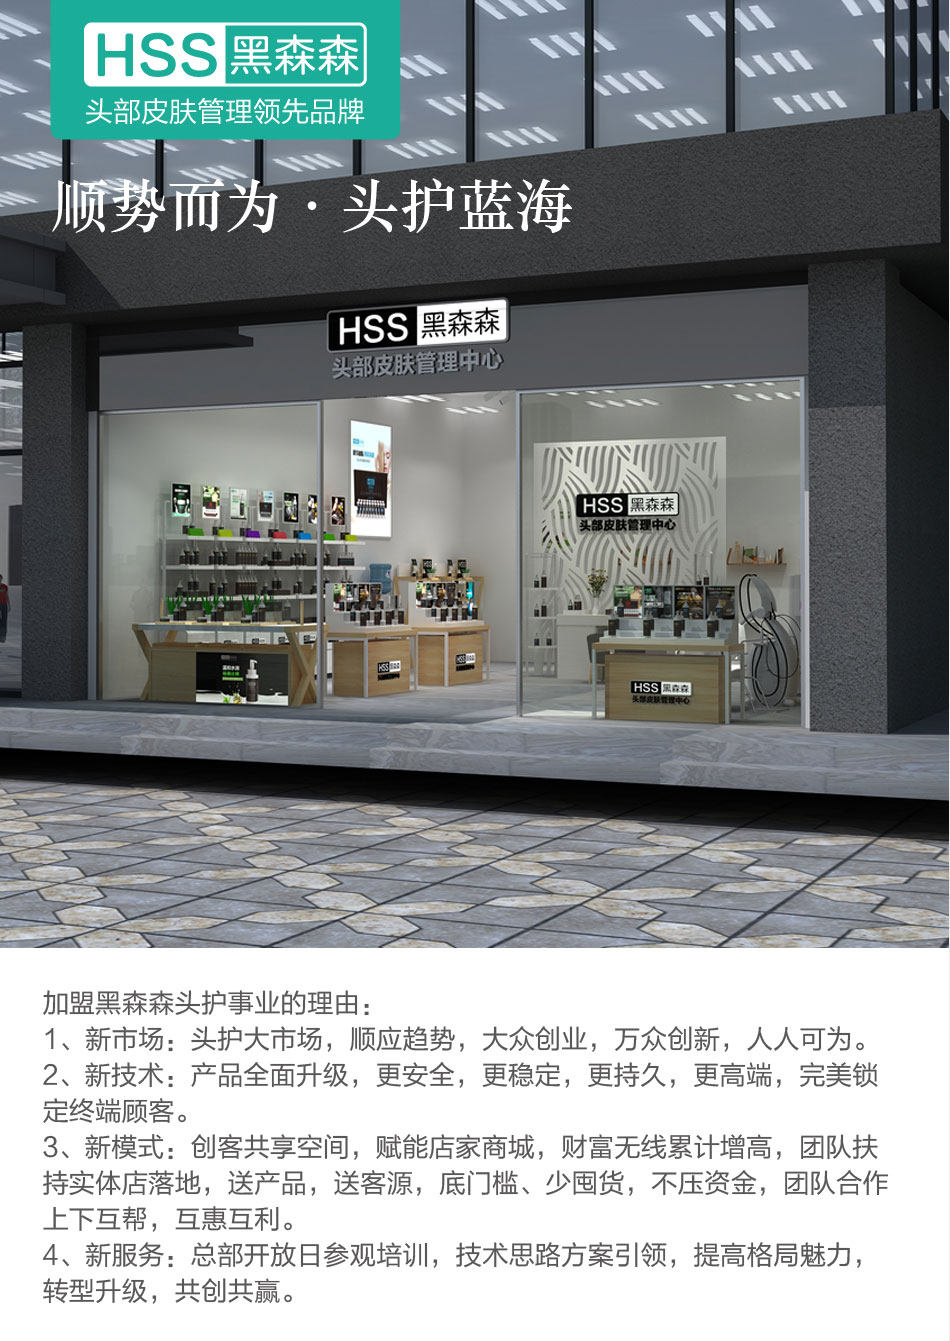 HSS 黑森森
头部皮肤管理领先品牌
顺势而为·头护蓝海
HSS 黑森森
头部皮肤管理中心
HSS 黑森森
头部皮肤管理中心
HSS 黑森森
HSS 黑森森
HSS 黑森森
头部皮肤管理中心
加盟黑森森头护事业的理由：
1、新市场：头护大市场，顺应趋势，大众创业，万众创新，人人可为。
2、新技术：产品全面升级，更安全，更稳定，更持久，更高端，完美锁
定终端顾客。
3、新模式：创客共享空间，赋能店家商城，财富无线累计增高，团队扶
持实体店落地，送产品，送客源，底门槛、少囤货，不压资金，团队合作
上下互帮，互惠互利。
4、新服务：总部开放日参观培训，技术思路方案引领，提高格局魅力，
转型升级，共创共赢。